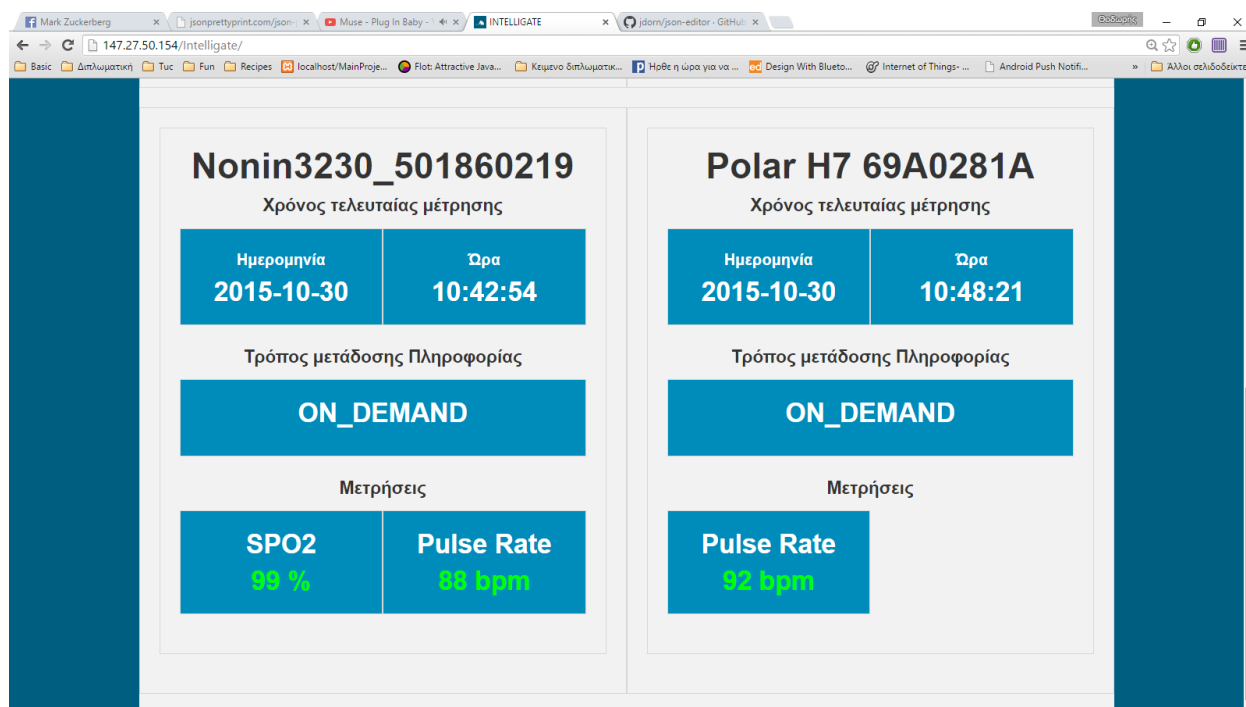 Mark Zuckerberg
jsonprettyprint.com/json-p
Muse - Plug In Baby - 
INTELLIGATE
jdorn/json-editor · GitHub
Θοδωρής
147.27.50.154/Intelligate/
Basic
Διπλωματική
Tuc
Fun
Recipes
localhost/MainProje...
Flot: Attractive Java...
Κειμενο διπλωματικ...
Ηρθε η ώρα για να ...
Design With Blueto...
Internet of Things- ...
Android Push Notifi...
»
Άλλοι σελιδοδείκτε
Nonin3230_501860219
Χρόνος τελευταίας μέτρησης
Ημερομηνία
Ώρα
2015-10-30
10:42:54
Τρόπος μετάδοσης Πληροφορίας
ON_DEMAND
Μετρήσεις
SPO2
Pulse Rate
99 %
88 bpm
Polar H7 69A0281A
Χρόνος τελευταίας μέτρησης
Ημερομηνία
Ώρα
2015-10-30
10:48:21
Τρόπος μετάδοσης Πληροφορίας
ON_DEMAND
Μετρήσεις
Pulse Rate
92 bpm